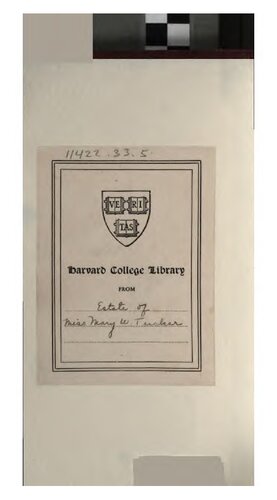 11422.33.5.
VE RI
TAS
Harvard College Library
FROM
Estate of
Miss Mary W. Tucker